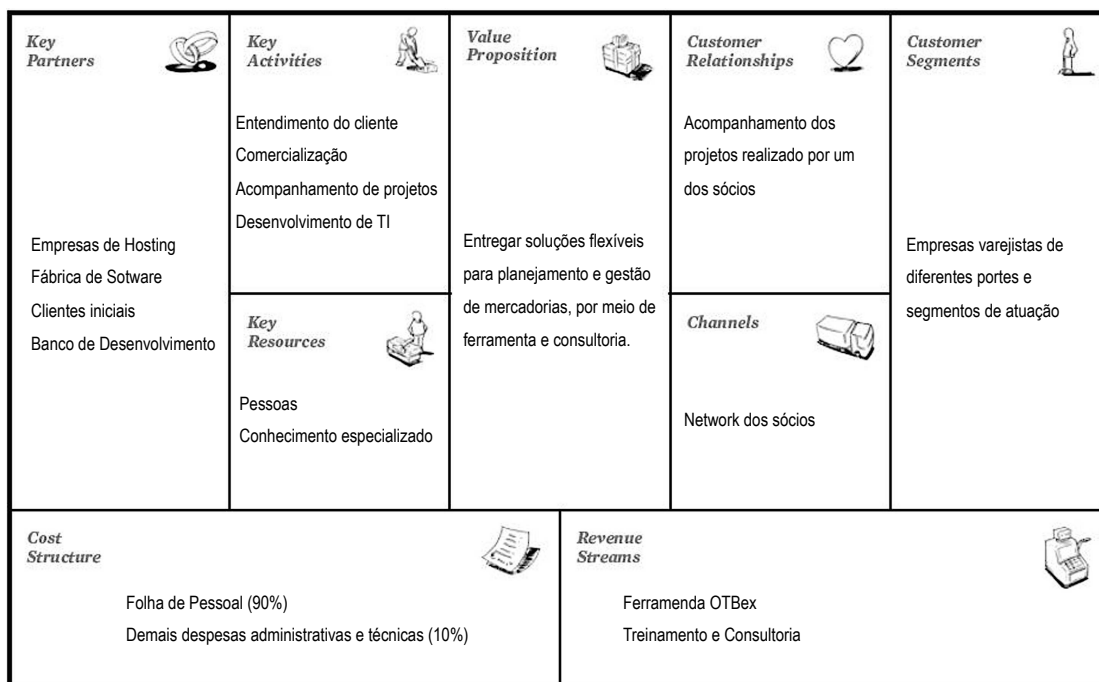 Key
Partners
Empresas de Hosting
Fábrica de Sotware
Clientes iniciais
Banco de Desenvolvimento
Key
Activities
Entendimento do cliente
Comercialização
Acompanhamento de projetos
Desenvolvimento de TI
Key
Resources
Pessoas
Conhecimento especializado
Value
Proposition
Entregar soluções flexíveis
para planejamento e gestão
de mercadorias, por meio de
ferramenta e consultoria.
Customer
Relationships
Acompanhamento dos
projetos realizado por um
dos sócios
Channels
Network dos sócios
Customer
Segments
Empresas varejistas de
diferentes portes e
segmentos de atuação
Cost
Structure
Folha de Pessoal (90%)
Demais despesas administrativas e técnicas (10%)
Revenue
Streams
Ferramenda OTBex
Treinamento e Consultoria